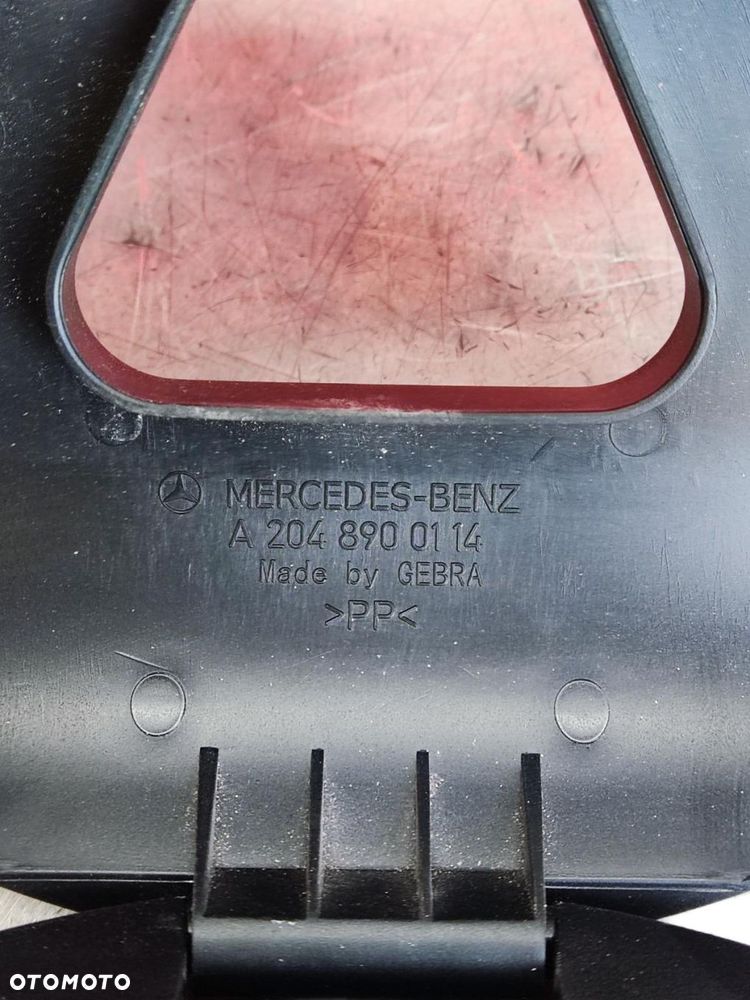 MERCEDES-BENZ
A 204 890 01 14
Made by GEBRA
>PP<
OTOMOTO